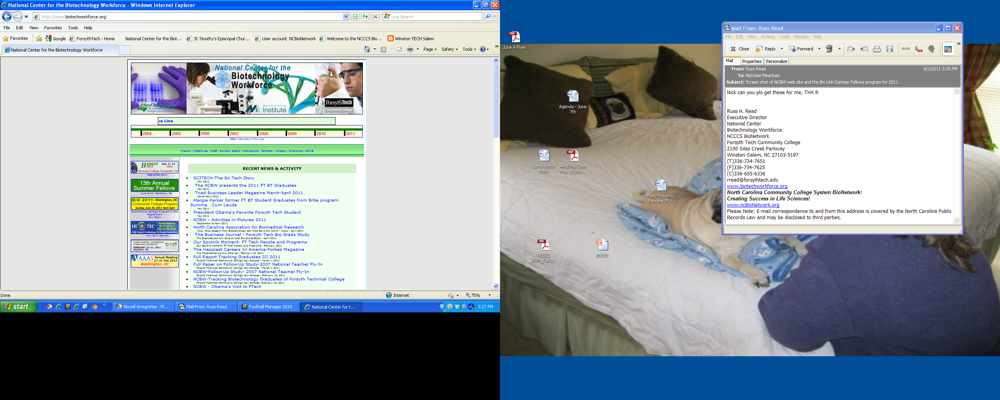 National Center for the Biotechnology Workforce - Windows Internet Explorer
http://www.biotechworkforce.org/
Live Search
File Edit View Favorites Tools Help
Favorites Google ForsythTech - Home National Center for the Biot... St Timothy's Episcopal Chur... User account NCBioNetwork Welcome to the NCCCS Bio... Winston TECH Salem
National Center for the Biotechnology Workforce
Page Safety Tools
National Center for the
Biotechnology
Workforce
BioNetwork
NC Community Colleges
Creating Success in Life Sciences
MANUFACTURING
Institute
ForsythTech
Community College
ne Line
2004 2005 2006 2007 2008 2009 2010 2011
NCBW Interactive Time Line
Mission | Objectives | Staff | Advisory Board | Publications | Partners | Contact | Directions | HOME
BIOMAN 2011 July 11-14 2011
Miracosta College, Oceanside, CA
REGISTER NOW!
13th Annual
Summer Fellows
June 6-10 - Berkeley, CA
BIO 2011 - Washington, DC
Community College Program
Sunday, June 26, 2011 8am-5pm
Community College Program at BIO
Registration
Now Open
HI TEC Hyatt Regency
San Francisco
July 25-28, 2011
High Impact Technology Exchange Conference
View 2011 Agenda
FUSING SCIENCE, TECHNOLOGY
& INDUSTRY LEADERSHIP
FEBRUARY 21-22, 2011
RALEIGH, NC
ced
BIOTECH
AAAS Annual Meeting
17-21 Feb 2011
Washington, DC
RECENT NEWS & ACTIVITY
SCITECH-The Sci Tech Story
May 2011
The NCBW presents the 2011 FT BT Graduates
May 2011
Triad Business Leader Magazine March-April 2011
March-April 2011
Margie Parker former FT BT Student Graduates from Brite program
Summa Cum Laude
May 2011
President Obama's Favorite Forsyth Tech Student
May 2011
NCBW - Activities in Pictures 2011
September to April 2011
North Carolina Association for Biomedical Research
Heal, Feed, Sustain: How Biotechnology Can Help Save the World - Video - April 2011
The Business Journal - Forsyth Tech Bio Grads Study
The Business Journal- Forsyth Tech Bio Grads Study - April 2011
Our Sputnik Moment- FT Tech People and Programs
Our Sputnik Moment- FT Tech People and Programs - February 2011
The Happiest Careers In America-Forbes Magazine
The Happiest Careers In America - February 10, 2011
Full Report Tracking Graduates III 2011
Forsyth Technical Community College New Release - March 1, 2011
Full Paper on Follow-Up Study-2007 National Teacher Fly-In
Forsyth Technical Community College New Release - March 1, 2011
NCBW-Follow-Up Study- 2007 National Teacher Fly-In
Forsyth Technical Community College New Release - February 16, 2011
NCBW-Tracking Biotechnology Graduates of Forsyth Technical College
Forsyth Technical Community College New Release- February 16, 2011
NCBW - Obama's Visit to FTech
Done
Internet
75%
start
Novell GroupWise - M...
Mail From: Russ Read
Football Manager 2010
National Center for t...
3:27 PM
June 9 Flyer
Agenda - June
7th
Lunch Order
Form
AA-Enka Color
Map_Stude...
Mary Flournoy
Resume_M...
NCCCS
Staff_Facu...
BN101
Mail From: Russ Read
File Edit View Actions Tools Window Help
Close Reply Forward
Mail Properties Personalize
From: Russ Read 6/1/2011 3:25 PM
To: Nicholas Meacham
Subject: Screen shot of NCBW web site and the Bio Link Summer Fellows program for 2011
Nick can you pls get these for me, THX R
Russ H. Read
Executive Director
National Center
Biotechnology Workforce
NCCCS BioNetwork
Forsyth Tech Community College
2100 Silas Creek Parkway
Winston-Salem, NC 27103-5197
(T)336-734-7651
(F)336-734-7625
(C)336-655-6336
rread@forsythtech.edu
www.biotechworkforce.org
North Carolina Community College System BioNetwork:
Creating Success in Life Sciences!
www.ncBioNetwork.org
Please Note: E-mail correspondence to and from this address is covered by the North Carolina Public
Records Law and may be disclosed to third parties.